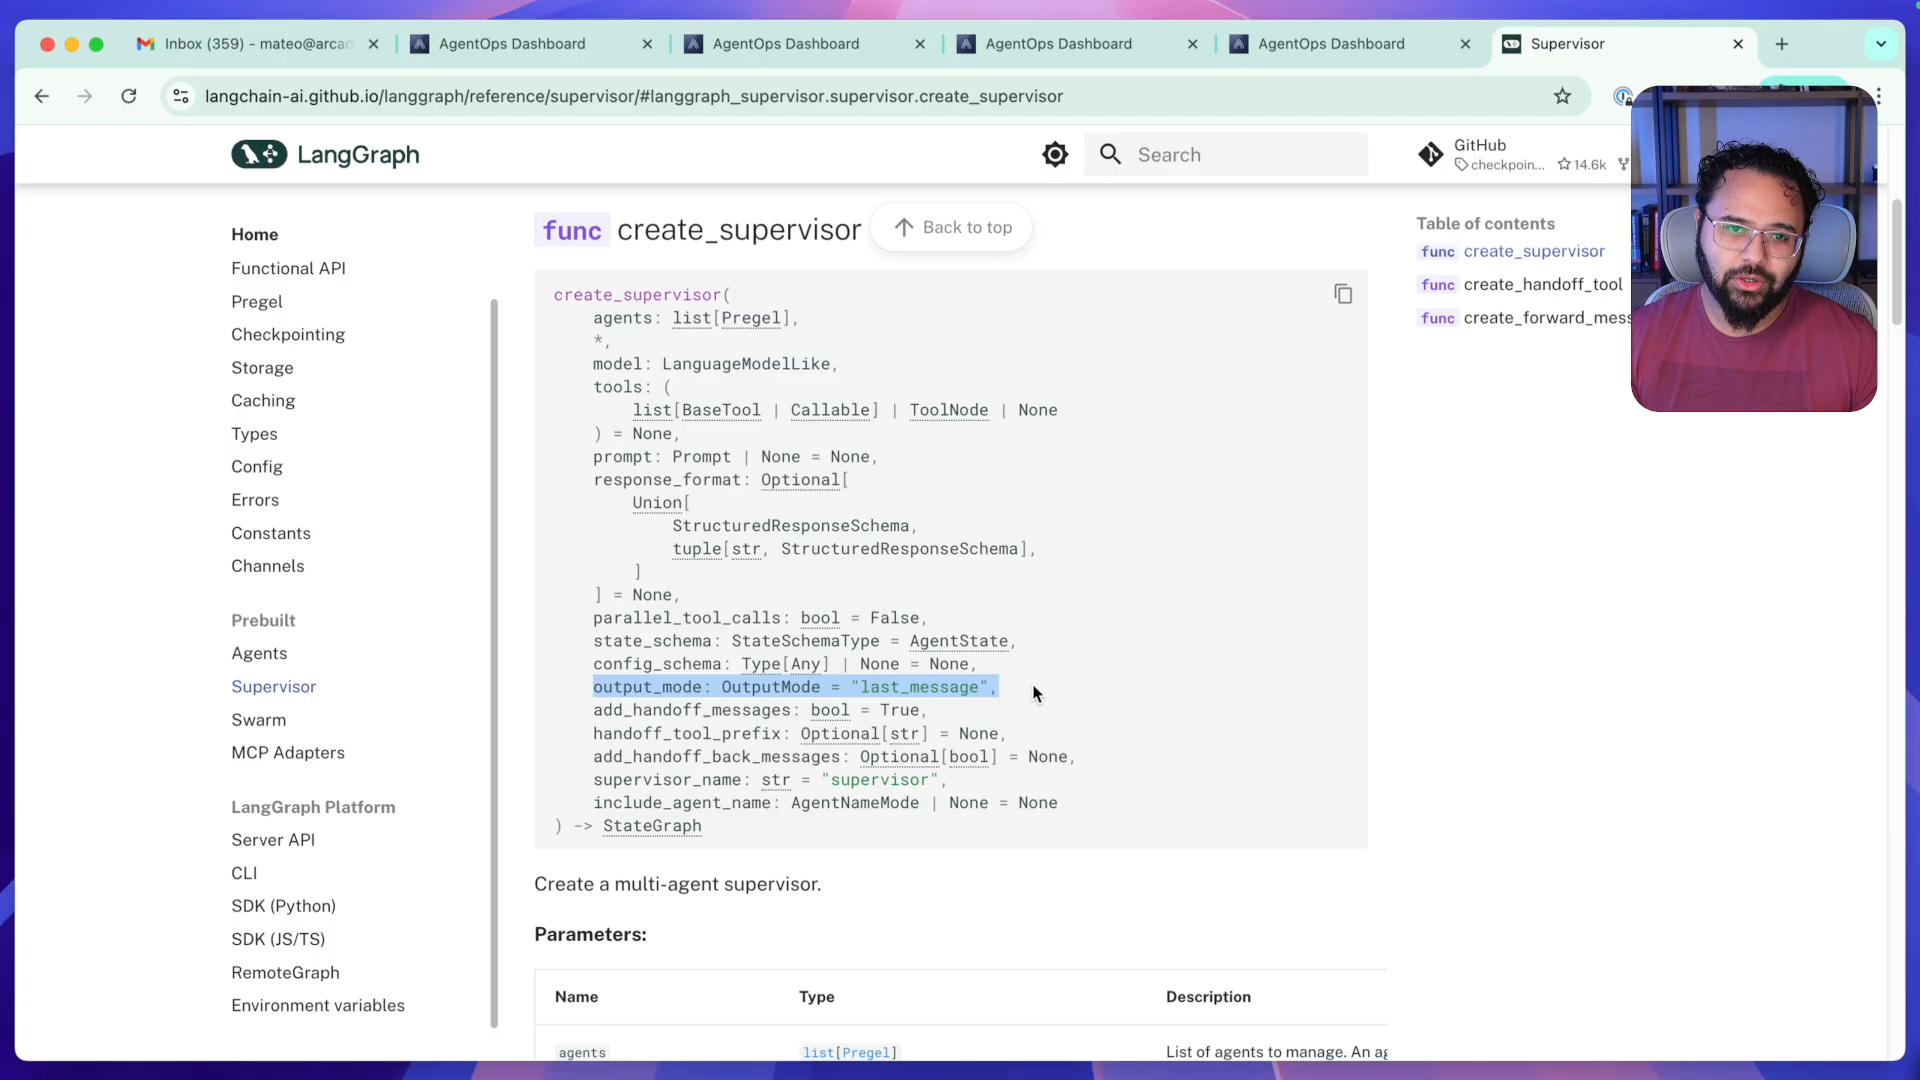 Inbox (359) - mateo@arcad
AgentOps Dashboard
AgentOps Dashboard
AgentOps Dashboard
AgentOps Dashboard
Supervisor
langchain-ai.github.io/langgraph/reference/supervisor/#langgraph_supervisor.supervisor.create_supervisor
LangGraph
Search
GitHub
checkpoin... 14.6k
Home
Functional API
Pregel
Checkpointing
Storage
Caching
Types
Config
Errors
Constants
Channels
Prebuilt
Agents
Supervisor
Swarm
MCP Adapters
LangGraph Platform
Server API
CLI
SDK (Python)
SDK (JS/TS)
RemoteGraph
Environment variables
func create_supervisor
Back to top
create_supervisor(
agents: list[Pregel],
*,
model: LanguageModelLike,
tools: (
list[BaseTool | Callable] | ToolNode | None
) = None,
prompt: Prompt | None = None,
response_format: Optional[
Union[
StructuredResponseSchema,
tuple[str, StructuredResponseSchema],
]
] = None,
parallel_tool_calls: bool = False,
state_schema: StateSchemaType = AgentState,
config_schema: Type[Any] | None = None,
output_mode: OutputMode = "last_message",
add_handoff_messages: bool = True,
handoff_tool_prefix: Optional[str] = None,
add_handoff_back_messages: Optional[bool] = None,
supervisor_name: str = "supervisor",
include_agent_name: AgentNameMode | None = None
) -> StateGraph
Create a multi-agent supervisor.
Parameters:
Name Type Description
agents list[Pregel] List of agents to manage. An ag
Table of contents
func create_supervisor
func create_handoff_tool
func create_forward_mess